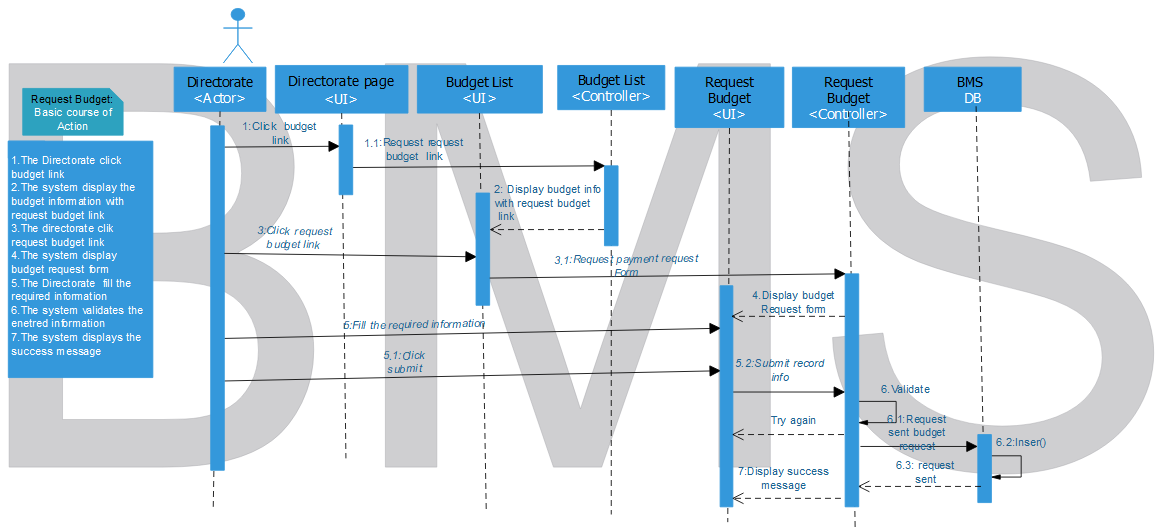 BMS
Directorate
<Actor>
Directorate page
<UI>
Budget List
<UI>
Budget List
<Controller>
Request
Budget
<UI>
Request
Budget
<Controller>
BMS
DB
Request Budget:
Basic course of
Action
1.The Directorate click
budget link
2.The system display the
budget information with
request budget link
3.The directorate clik
request budget link
4.The system display
budget request form
5.The Directorate fill the
required information
6.The system validates the
enetred information
7.The system displays the
success message
1:Click budget
link
1.1:Request request
budget link
2: Display budget info
with request budget
link
3:Click request
budget link
3.1:Request payment request
Form
4.Display budget
Request form
5:Fill the required information
5.1:Click
submit
5.2:Submit record
info
6.Validate
Try again
6.1:Request
sent budget
request
6.2:Inser()
6.3: request
sent
7:Display success
message